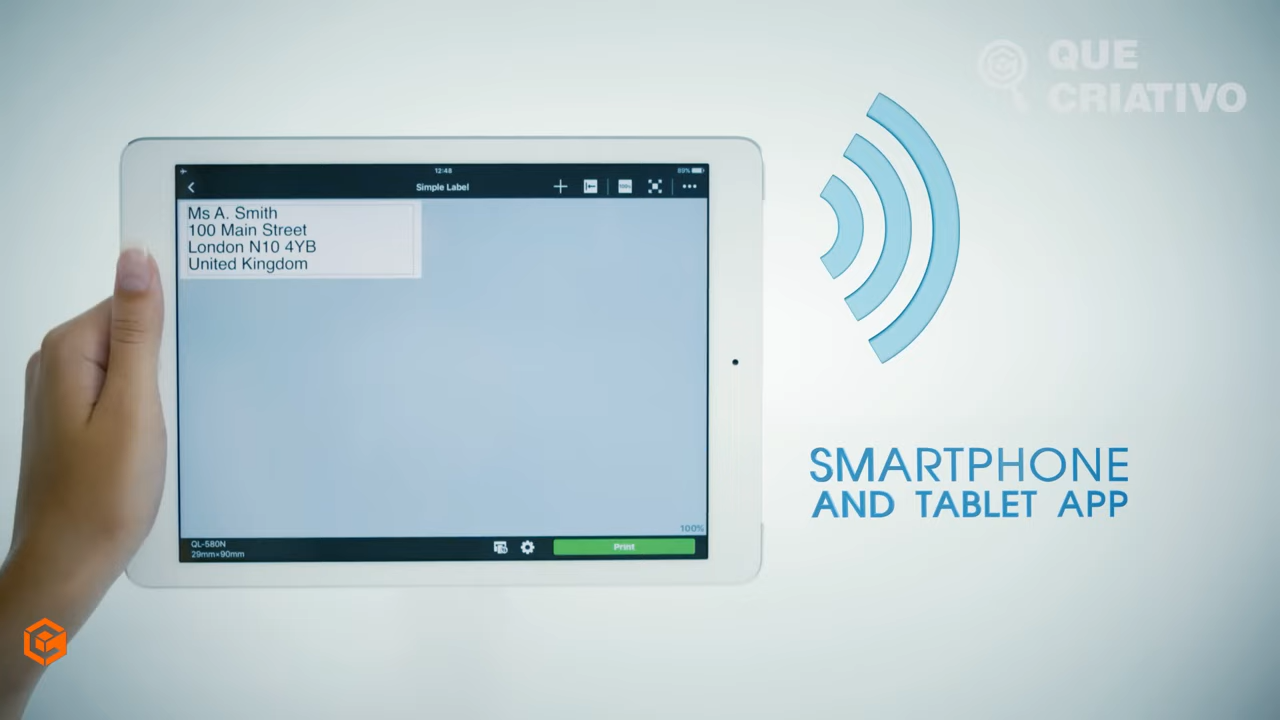 QUE
CRIATIVO
12:48
89%
Simple Label
Ms A. Smith
100 Main Street
London N10 4YB
United Kingdom
100%
QL-580N
29mm×90mm
Print
SMARTPHONE
AND TABLET APP